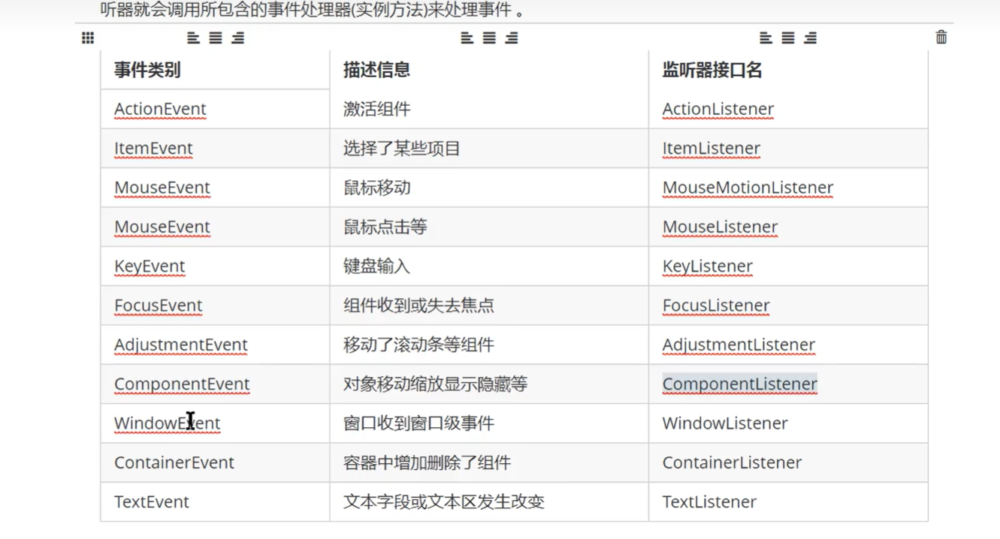 听器就会调用所包含的事件处理器(实例方法)来处理事件 。
事件类别 描述信息 监听器接口名
ActionEvent 激活组件 ActionListener
ItemEvent 选择了某些项目 ItemListener
MouseEvent 鼠标移动 MouseMotionListener
MouseEvent 鼠标点击等 MouseListener
KeyEvent 键盘输入 KeyListener
FocusEvent 组件收到或失去焦点 FocusListener
AdjustmentEvent 移动了滚动条等组件 AdjustmentListener
ComponentEvent 对象移动缩放显示隐藏等 ComponentListener
WindowEvent 窗口收到窗口级事件 WindowListener
ContainerEvent 容器中增加删除了组件 ContainerListener
TextEvent 文本字段或文本区发生改变 TextListener